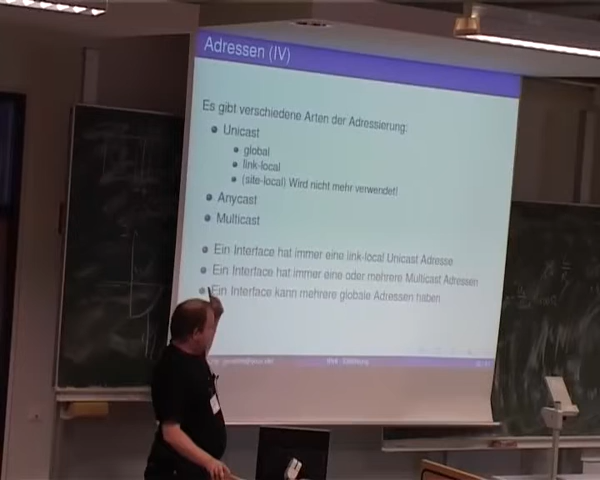 Adressen (IV)
Es gibt verschiedene Arten der Adressierung:
Unicast
global
link-local
(site-local) Wird nicht mehr verwendet!
Anycast
Multicast
Ein Interface hat immer eine link-local Unicast Adresse
Ein Interface hat immer eine oder mehrere Multicast Adressen
Ein Interface kann mehrere globale Adressen haben